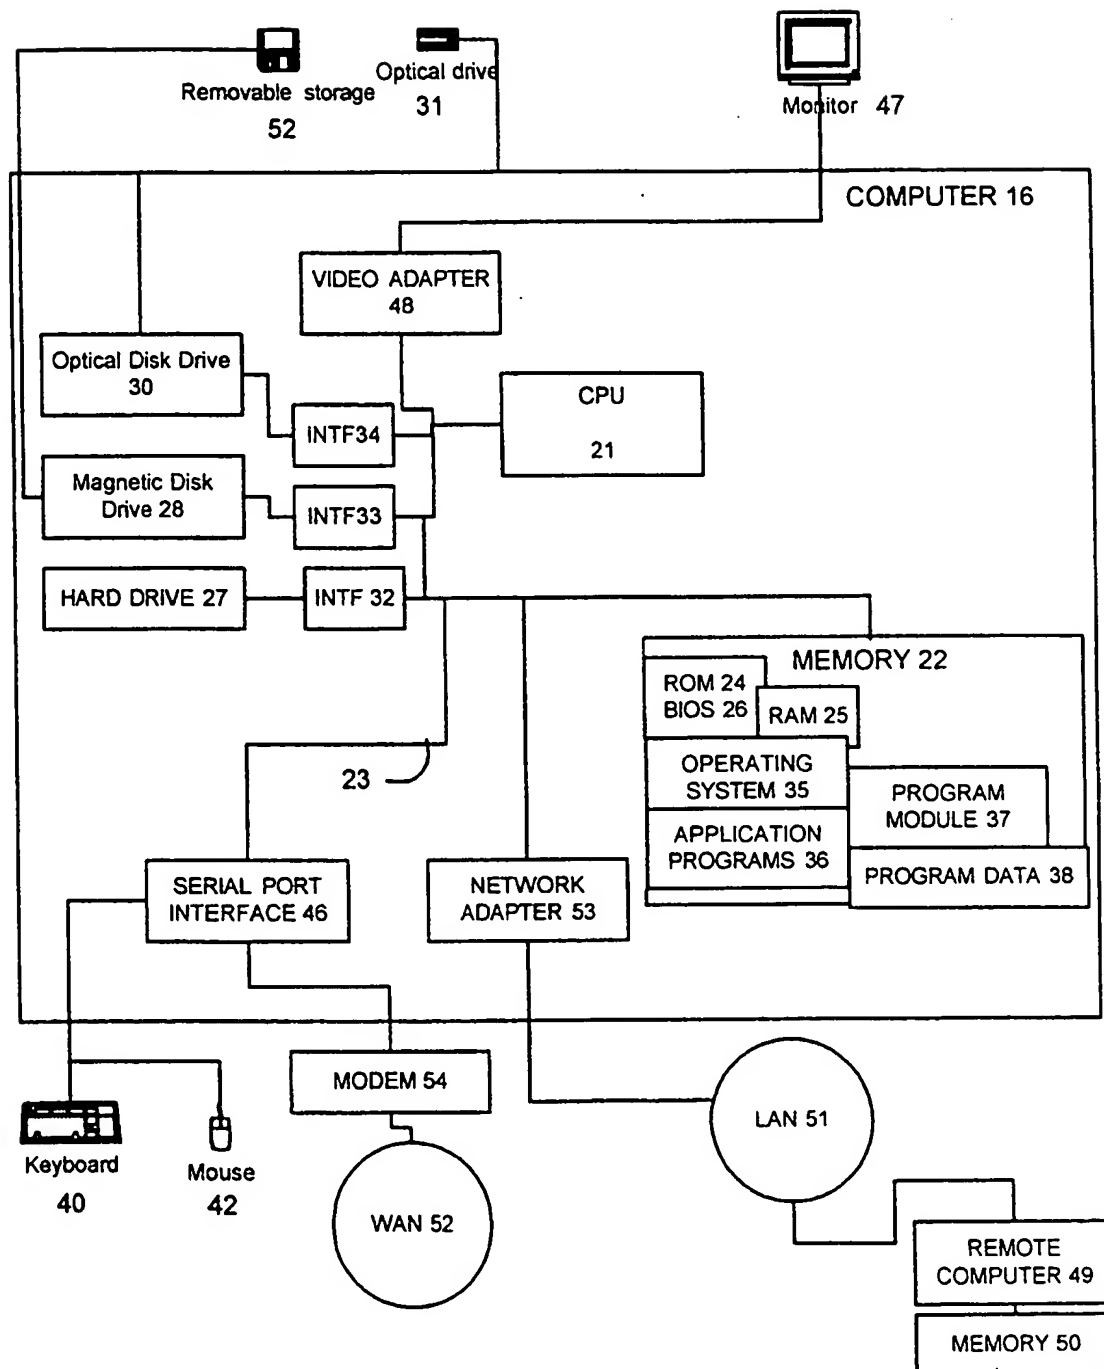 Removable storage
52
Optical drive
31
Monitor 47
COMPUTER 16
VIDEO ADAPTER
48
Optical Disk Drive
30
CPU
21
INTF34
Magnetic Disk
Drive 28
INTF33
HARD DRIVE 27
INTF 32
MEMORY 22
ROM 24
BIOS 26
RAM 25
OPERATING
SYSTEM 35
PROGRAM
MODULE 37
APPLICATION
PROGRAMS 36
PROGRAM DATA 38
23
SERIAL PORT
INTERFACE 46
NETWORK
ADAPTER 53
MODEM 54
LAN 51
Keyboard
40
Mouse
42
WAN 52
REMOTE
COMPUTER 49
MEMORY 50